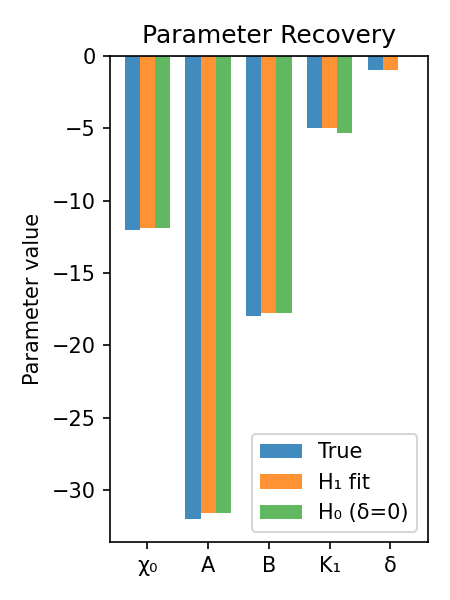 Parameter Recovery
Parameter value
0
−5
−10
−15
−20
−25
−30
True
H₁ fit
H₀ (δ=0)
χ₀ A B K₁ δ